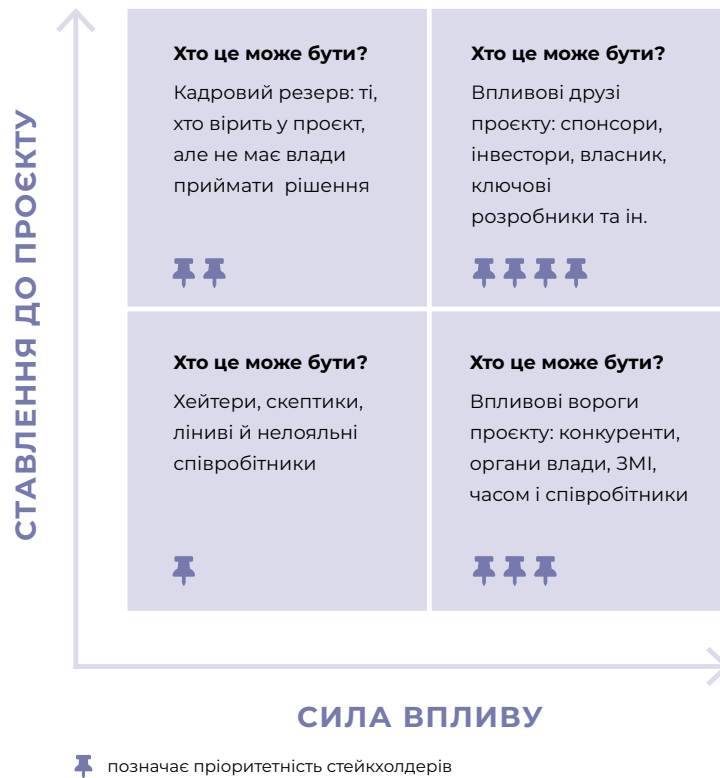 СТАВЛЕННЯ ДО ПРОЄКТУ
Хто це може бути?
Кадровий резерв: ті,
хто вірить у проєкт,
але не має влади
приймати рішення
Хто це може бути?
Впливові друзі
проєкту: спонсори,
інвестори, власник,
ключові
розробники та ін.
Хто це може бути?
Хейтери, скептики,
ліниві й нелояльні
співробітники
Хто це може бути?
Впливові вороги
проєкту: конкуренти,
органи влади, ЗМІ,
часом і співробітники
СИЛА ВПЛИВУ
позначає пріоритетність стейкхолдерів